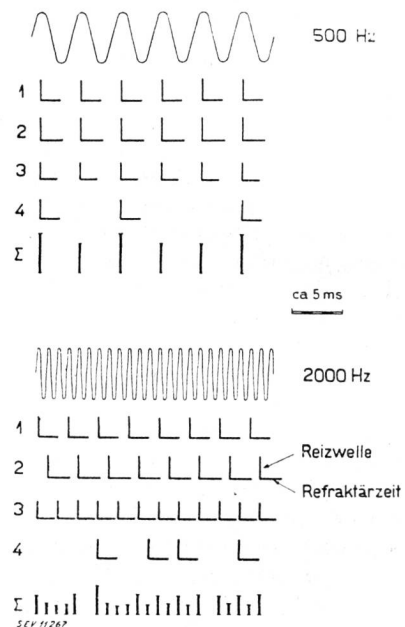 500 Hz
1
2
3
4
Σ
ca 5 ms
2000 Hz
1
2
Reizwelle
Refraktärzeit
3
4
Σ
SEV 11267